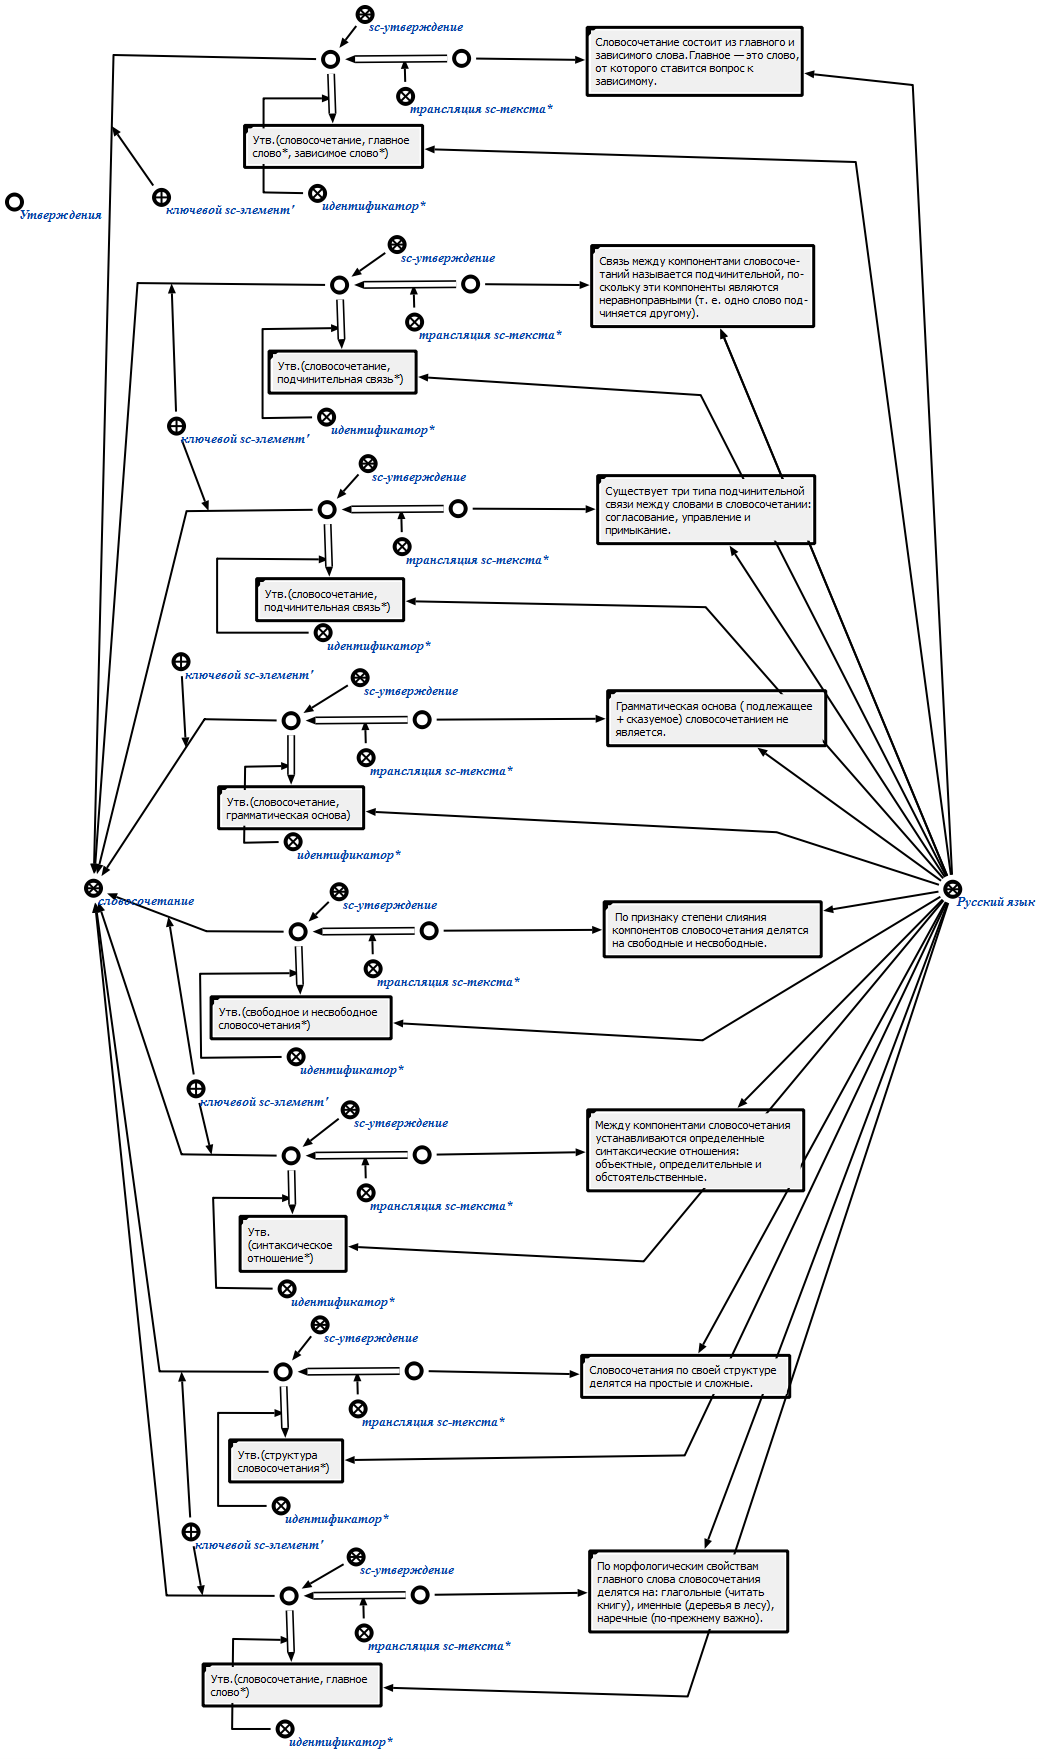 sc-утверждение
Словосочетание состоит из главного и
зависимого слова.Главное — это слово,
от которого ставится вопрос к
зависимому.
трансляция sc-текста*
Утв.(словосочетание, главное
слово*, зависимое слово*)
ключевой sc-элемент'
идентификатор*
Утверждения
sc-утверждение
Связь между компонентами словосоче-
таний называется подчинительной, по-
скольку эти компоненты являются
неравноправными (т. е. одно слово под-
чиняется другому).
трансляция sc-текста*
Утв.(словосочетание,
подчинительная связь*)
идентификатор*
ключевой sc-элемент'
sc-утверждение
Существует три типа подчинительной
связи между словами в словосочетании:
согласование, управление и
примыкание.
трансляция sc-текста*
Утв.(словосочетание,
подчинительная связь*)
идентификатор*
ключевой sc-элемент'
sc-утверждение
Грамматическая основа ( подлежащее
+ сказуемое) словосочетанием не
является.
трансляция sc-текста*
Утв.(словосочетание,
грамматическая основа)
идентификатор*
словосочетание
Русский язык
sc-утверждение
По признаку степени слияния
компонентов словосочетания делятся
на свободные и несвободные.
трансляция sc-текста*
Утв.(свободное и несвободное
словосочетания*)
идентификатор*
ключевой sc-элемент'
sc-утверждение
Между компонентами словосочетания
устанавливаются определенные
синтаксические отношения:
объектные, определительные и
обстоятельственные.
трансляция sc-текста*
Утв.
(синтаксическое
отношение*)
идентификатор*
sc-утверждение
Словосочетания по своей структуре
делятся на простые и сложные.
трансляция sc-текста*
Утв.(структура
словосочетания*)
идентификатор*
ключевой sc-элемент'
sc-утверждение
По морфологическим свойствам
главного слова словосочетания
делятся на: глагольные (читать
книгу), именные (деревья в лесу),
наречные (по-прежнему важно).
трансляция sc-текста*
Утв.(словосочетание, главное
слово*)
идентификатор*